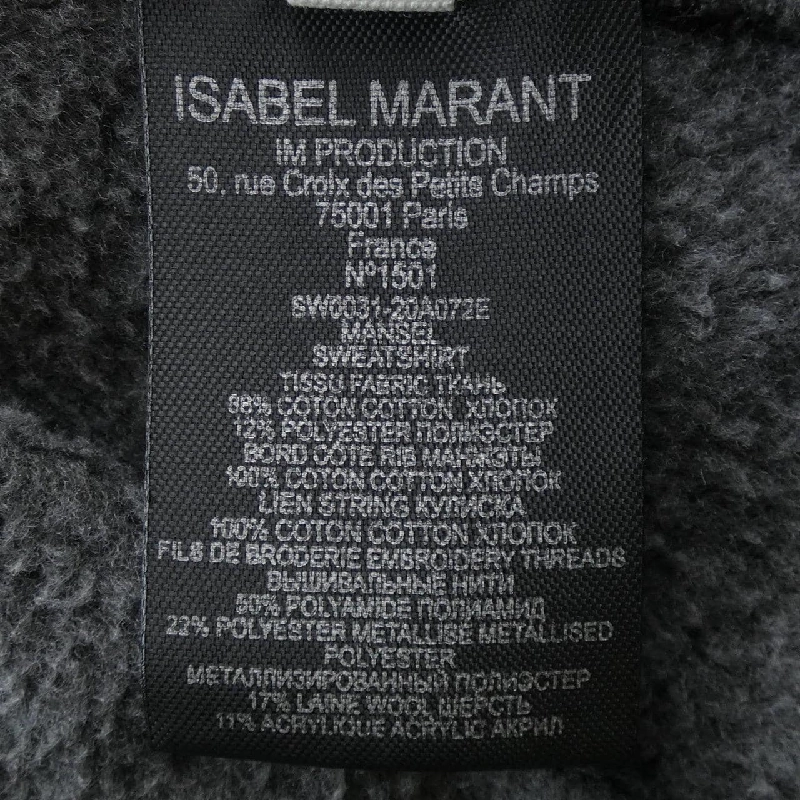 ISABEL MARANT
IM PRODUCTION
50, rue Croix des Petits Champs
75001 Paris
France
Nº1501
SW0031-20A072E
MANSEL
SWEATSHIRT
TISSU FABRIC ТКАНЬ
COTON COTTON ХЛОПОК
12% POLYESTER ПОЛИЭСТЕР
BORD COTE RIB МАНЖЕТЫ
100% COTON COTTON ХЛОПОК
LIEN STRING КУЛИСКА
100% COTON COTTON ХЛОПОК
FILS DE BRODERIE EMBROIDERY THREADS
ВЫШИВАЛЬНЫЕ НИТИ
50% POLYAMIDE ПОЛИАМИД
22% POLYESTER METALLISE METALLISED
POLYESTER
МЕТАЛЛИЗИРОВАННЫЙ ПОЛИЭСТЕР
17% LAINE WOOL ШЕРСТЬ
11% ACRYLIQUE ACRYLIC АКРИЛ